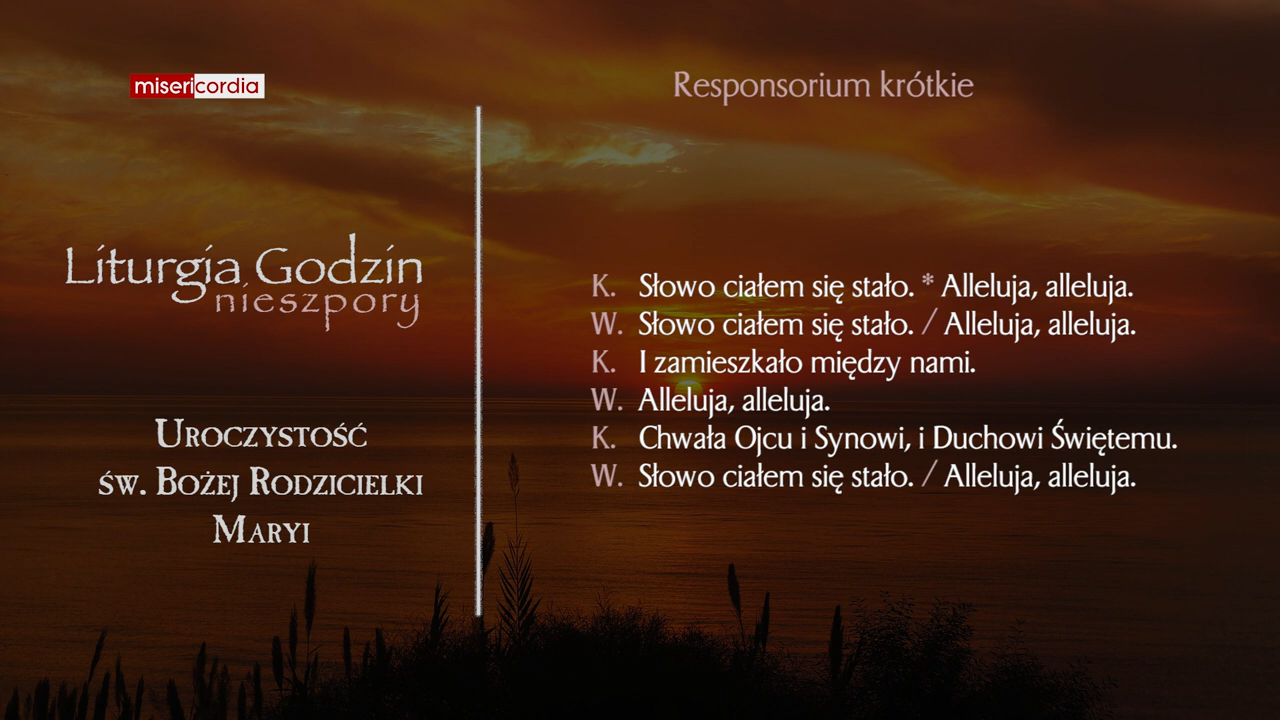 misericordia
Liturgia Godzin
nieszpory
Uroczystość
św. Bożej Rodzicielki
Maryi
Responsorium krótkie
K. Słowo ciałem się stało. * Alleluja, alleluja.
W. Słowo ciałem się stało. / Alleluja, alleluja.
K. I zamieszkało między nami.
W. Alleluja, alleluja.
K. Chwała Ojcu i Synowi, i Duchowi Świętemu.
W. Słowo ciałem się stało. / Alleluja, alleluja.